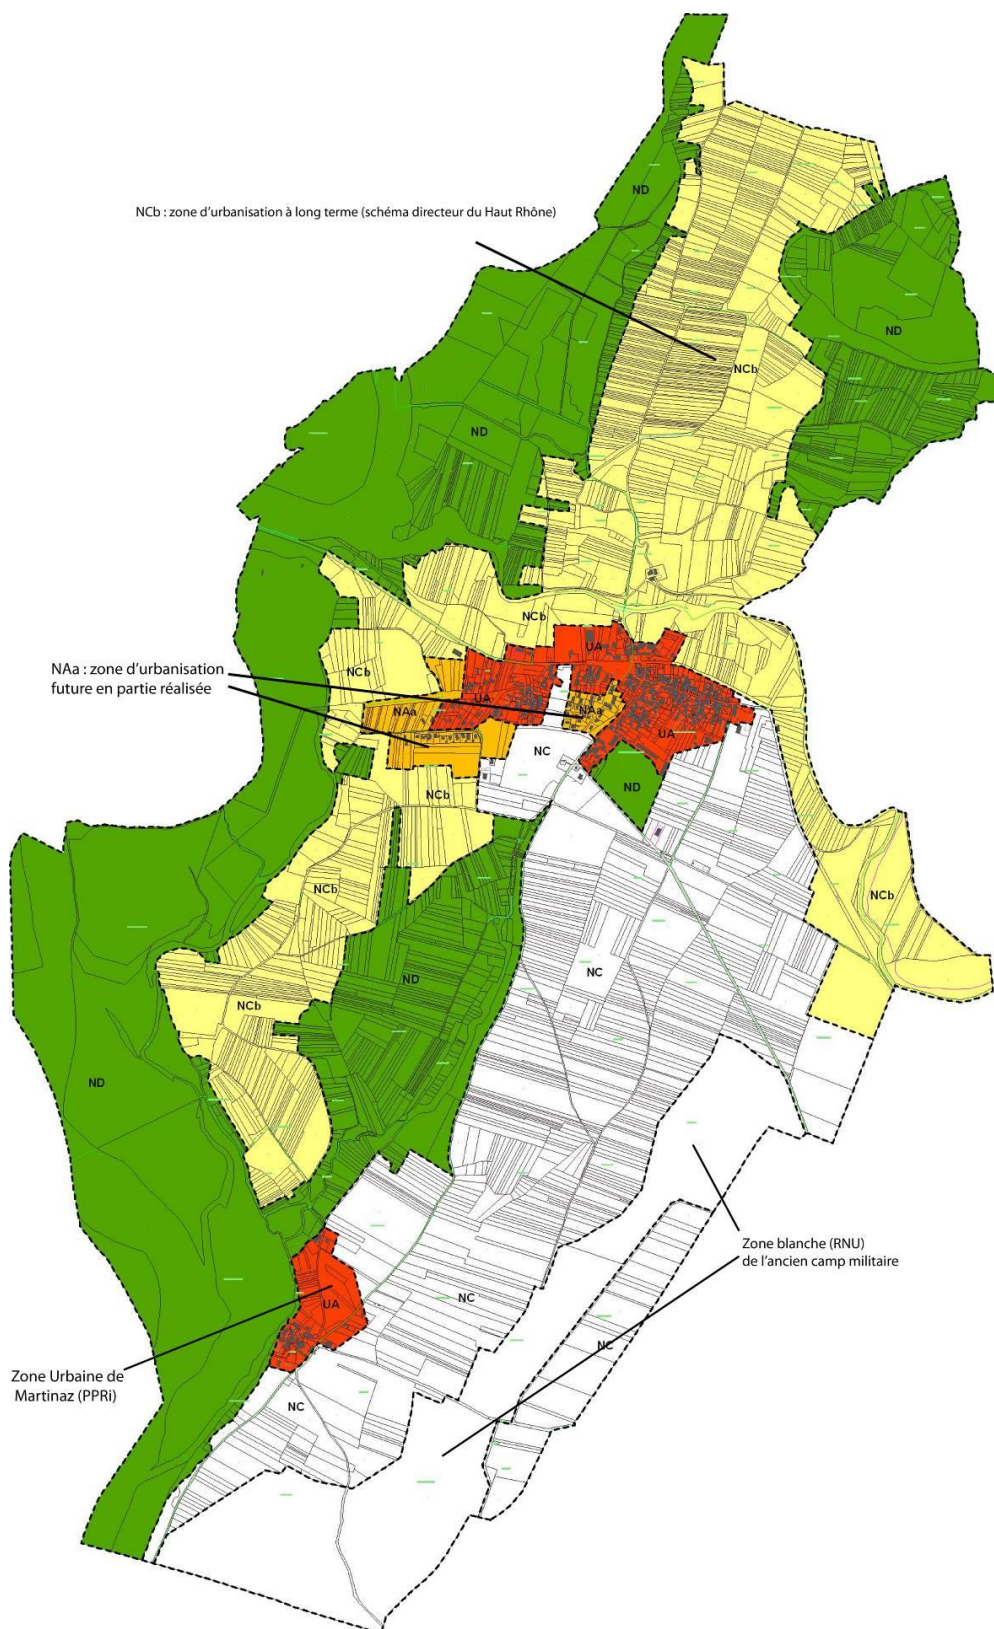 ND
NCb : zone d’urbanisation à long terme (schéma directeur du Haut Rhône)
ND
NCb
ND
NCb
UA
NAa : zone d’urbanisation
future en partie réalisée
NCb
UA
NAa
NAa
UA
NC
ND
NCb
NCb
NCb
ND
NC
NCb
ND
Zone blanche (RNU)
de l’ancien camp militaire
NC
UA
NC
Zone Urbaine de
Martinaz (PPRi)
NC